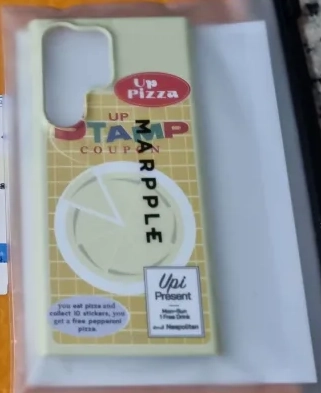 Up
Pizza
UP
STAMP
COUPON
MARPPLE
Upi
Present
Mon-Sun
1 Free Drink
and Neapolitan
you eat pizza and
collect 10 stickers, you
get a free pepperoni
pizza.